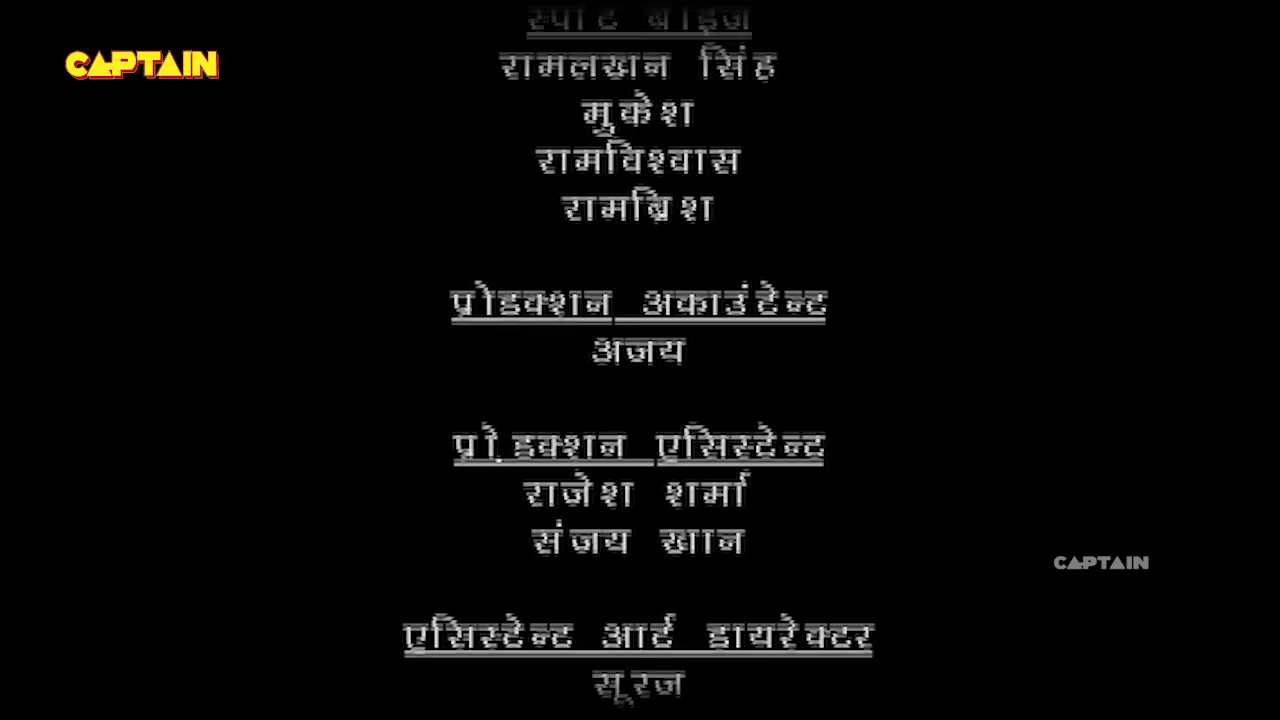 स्पॉट बॉइज
CAPTAIN
रामलखन सिंह
मुकेश
रामविश्वास
रामब्रिश
प्रोडक्शन अकाउंटेन्ट
अजय
प्रोडक्शन एसिस्टेन्ट
राजेश शर्मा
संजय खान
CAPTAIN
एसिस्टेन्ट आर्ट डायरेक्टर
सूरज